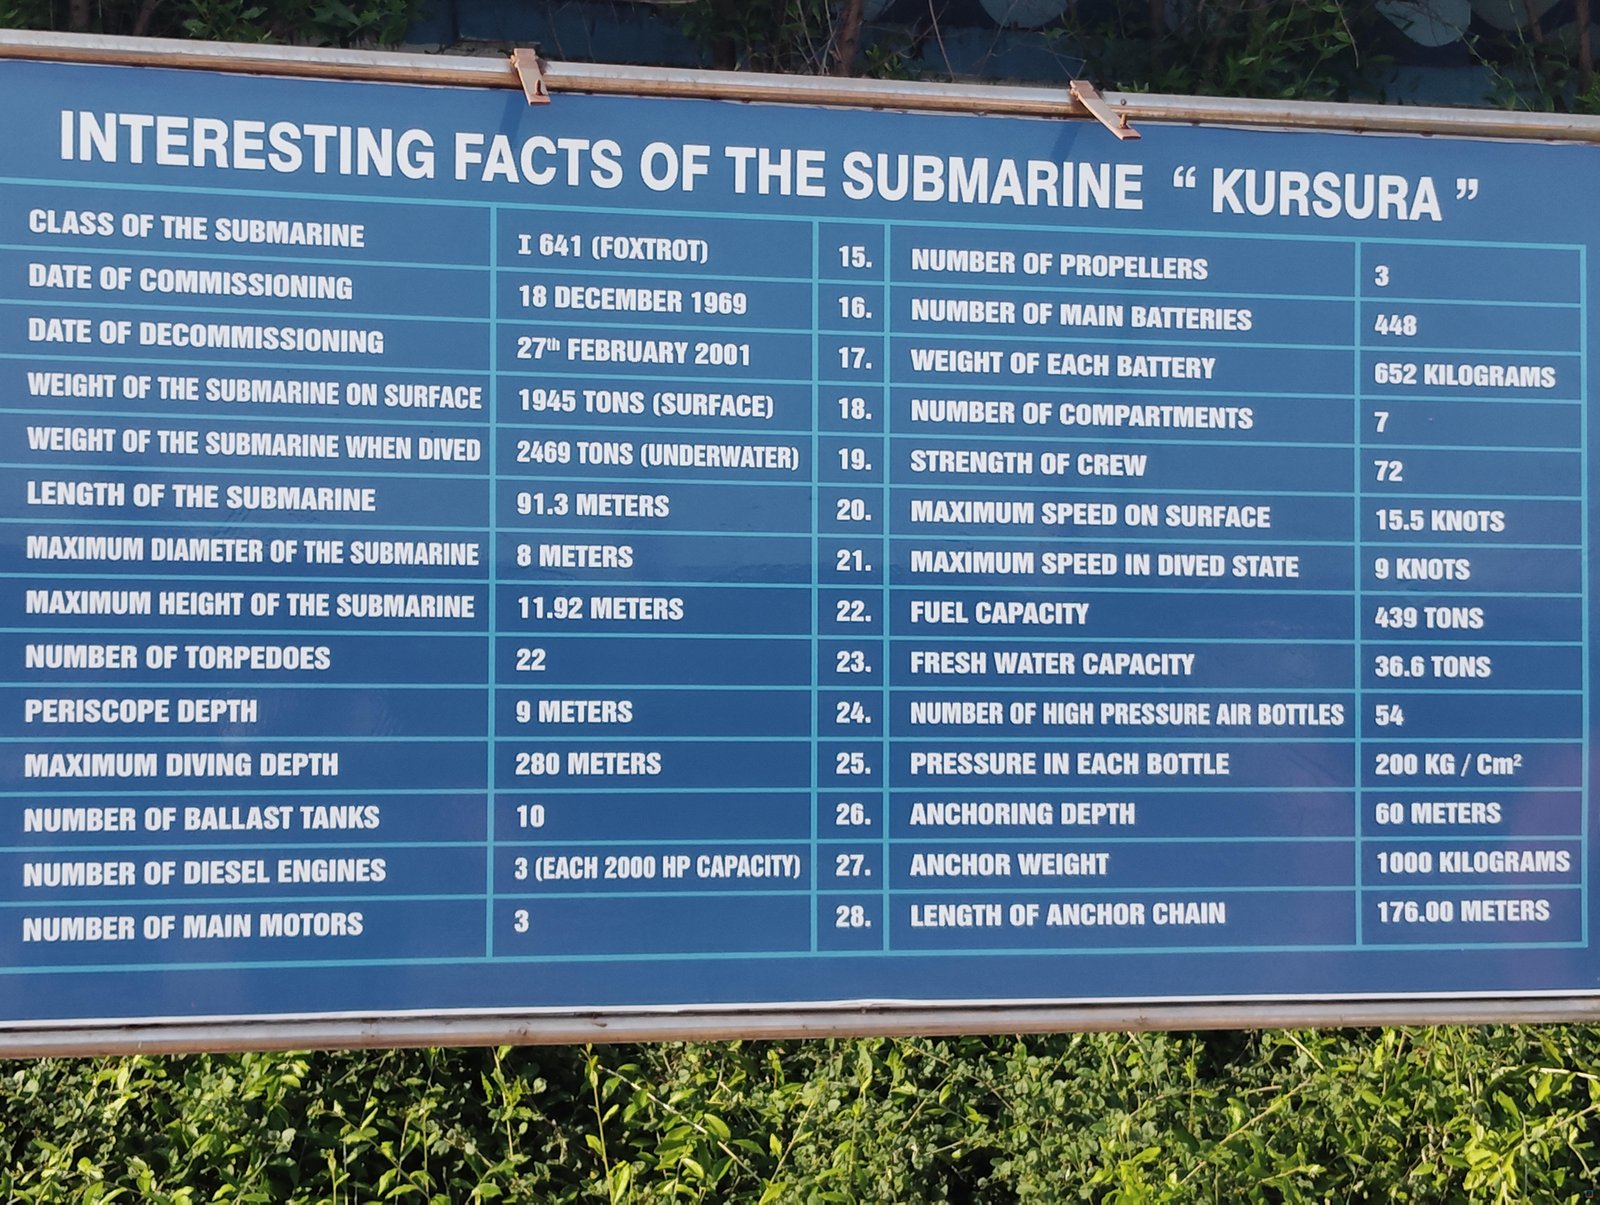 INTERESTING FACTS OF THE SUBMARINE “ KURSURA ”
CLASS OF THE SUBMARINE I 641 (FOXTROT)
DATE OF COMMISSIONING 18 DECEMBER 1969
DATE OF DECOMMISSIONING 27th FEBRUARY 2001
WEIGHT OF THE SUBMARINE ON SURFACE 1945 TONS (SURFACE)
WEIGHT OF THE SUBMARINE WHEN DIVED 2469 TONS (UNDERWATER)
LENGTH OF THE SUBMARINE 91.3 METERS
MAXIMUM DIAMETER OF THE SUBMARINE 8 METERS
MAXIMUM HEIGHT OF THE SUBMARINE 11.92 METERS
NUMBER OF TORPEDOES 22
PERISCOPE DEPTH 9 METERS
MAXIMUM DIVING DEPTH 280 METERS
NUMBER OF BALLAST TANKS 10
NUMBER OF DIESEL ENGINES 3 (EACH 2000 HP CAPACITY)
NUMBER OF MAIN MOTORS 3
15. NUMBER OF PROPELLERS 3
16. NUMBER OF MAIN BATTERIES 448
17. WEIGHT OF EACH BATTERY 652 KILOGRAMS
18. NUMBER OF COMPARTMENTS 7
19. STRENGTH OF CREW 72
20. MAXIMUM SPEED ON SURFACE 15.5 KNOTS
21. MAXIMUM SPEED IN DIVED STATE 9 KNOTS
22. FUEL CAPACITY 439 TONS
23. FRESH WATER CAPACITY 36.6 TONS
24. NUMBER OF HIGH PRESSURE AIR BOTTLES 54
25. PRESSURE IN EACH BOTTLE 200 KG / Cm²
26. ANCHORING DEPTH 60 METERS
27. ANCHOR WEIGHT 1000 KILOGRAMS
28. LENGTH OF ANCHOR CHAIN 176.00 METERS